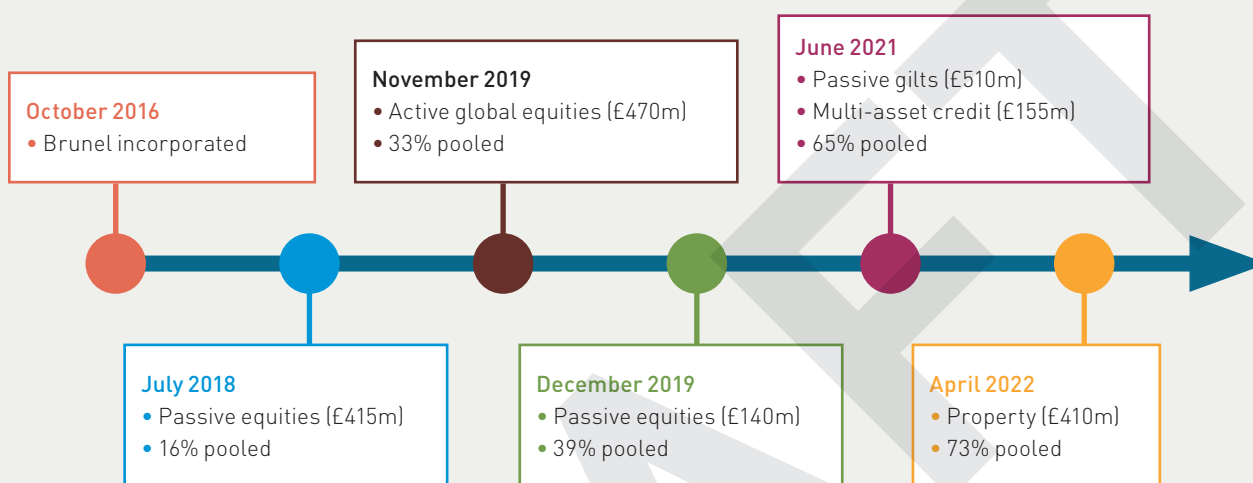 October 2016
• Brunel incorporated
July 2018
• Passive equities (£415m)
• 16% pooled
November 2019
• Active global equities (£470m)
• 33% pooled
December 2019
• Passive equities (£140m)
• 39% pooled
June 2021
• Passive gilts (£510m)
• Multi-asset credit (£155m)
• 65% pooled
April 2022
• Property (£410m)
• 73% pooled